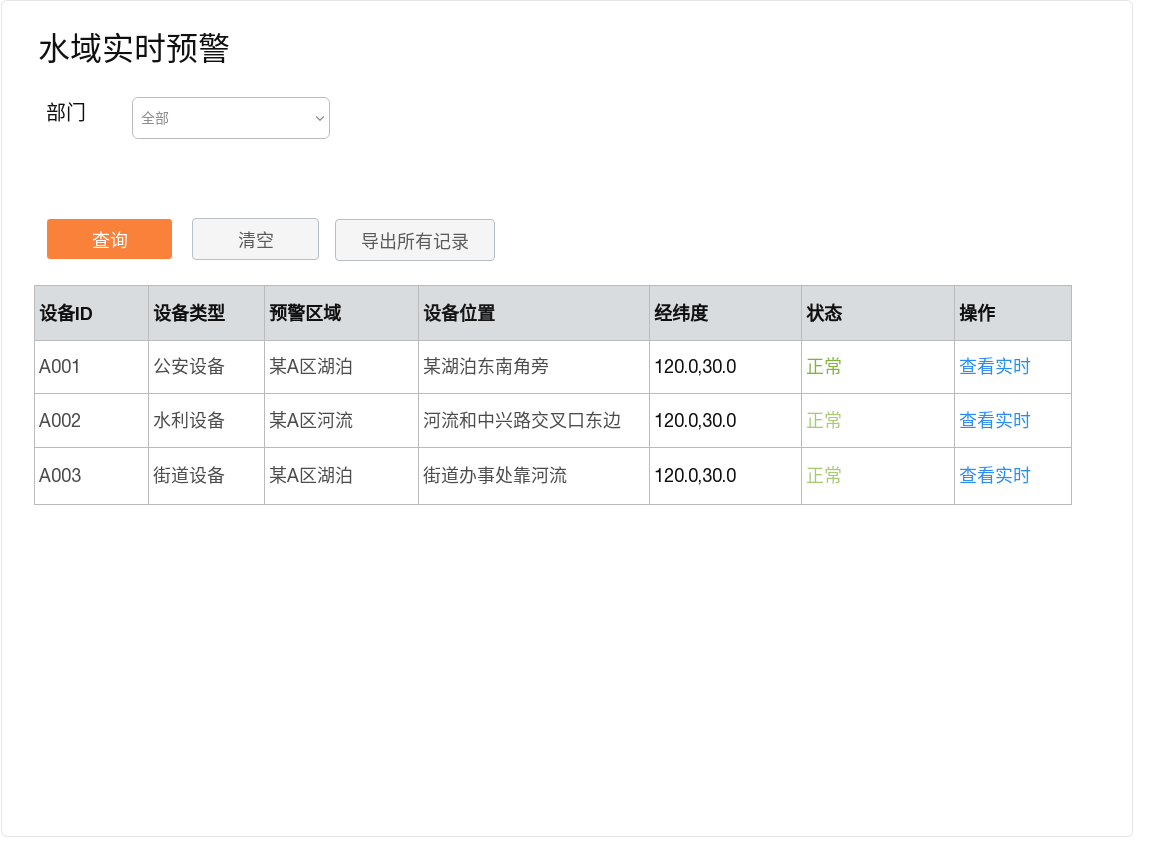 水域实时预警
部门 全部
查询 清空 导出所有记录
设备ID 设备类型 预警区域 设备位置 经纬度 状态 操作
A001 公安设备 某A区湖泊 某湖泊东南角旁 120.0,30.0 正常 查看实时
A002 水利设备 某A区河流 河流和中兴路交叉口东边 120.0,30.0 正常 查看实时
A003 街道设备 某A区湖泊 街道办事处靠河流 120.0,30.0 正常 查看实时